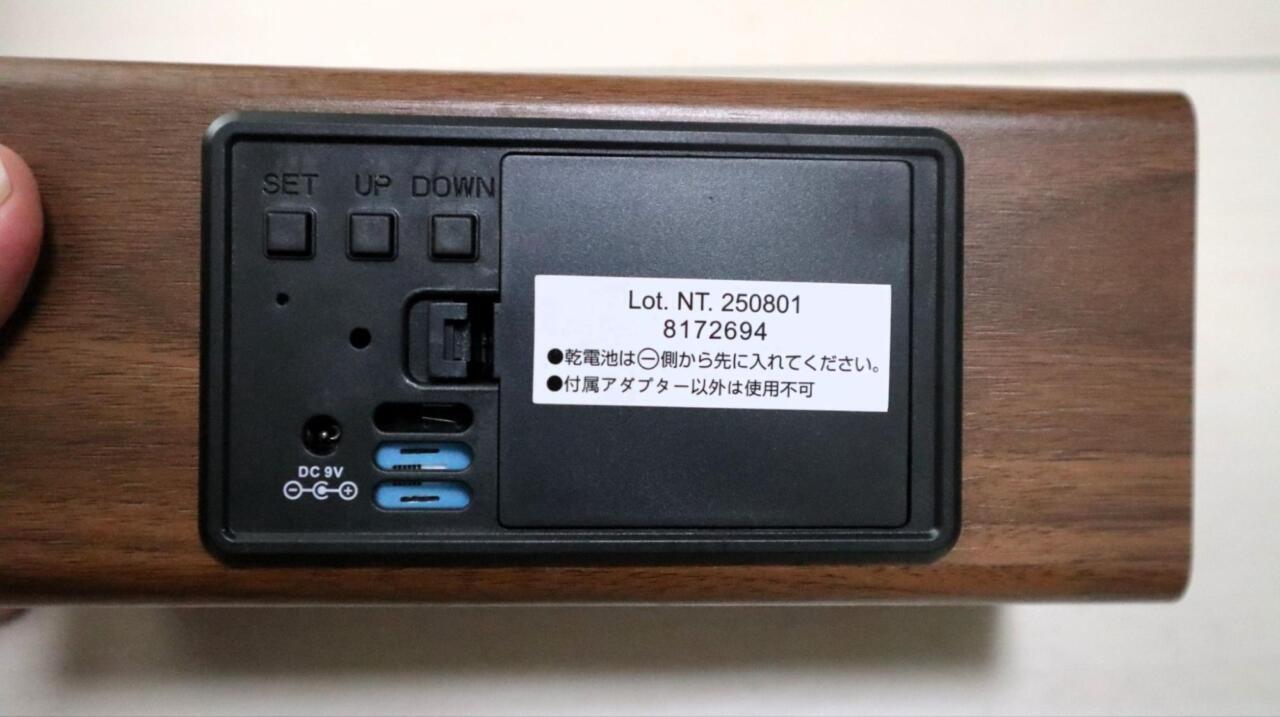 SET UP DOWN
Lot. NT. 250801
8172694
●乾電池は⊖側から先に入れてください。
●付属アダプター以外は使用不可
DC 9V